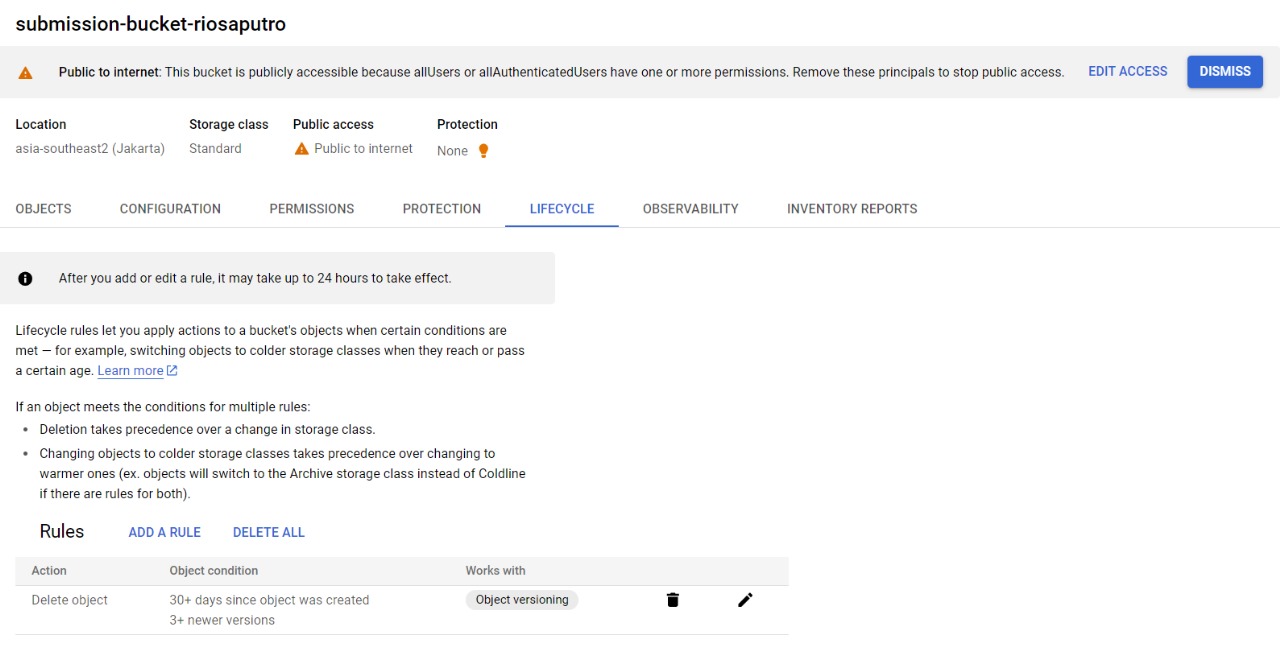 submission-bucket-riosaputro
Public to internet: This bucket is publicly accessible because allUsers or allAuthenticatedUsers have one or more permissions. Remove these principals to stop public access. EDIT ACCESS DISMISS
Location Storage class Public access Protection
asia-southeast2 (Jakarta) Standard Public to internet None
OBJECTS CONFIGURATION PERMISSIONS PROTECTION LIFECYCLE OBSERVABILITY INVENTORY REPORTS
After you add or edit a rule, it may take up to 24 hours to take effect.
Lifecycle rules let you apply actions to a bucket's objects when certain conditions are
met — for example, switching objects to colder storage classes when they reach or pass
a certain age. Learn more
If an object meets the conditions for multiple rules:
• Deletion takes precedence over a change in storage class.
• Changing objects to colder storage classes takes precedence over changing to
warmer ones (ex. objects will switch to the Archive storage class instead of Coldline
if there are rules for both).
Rules ADD A RULE DELETE ALL
Action Object condition Works with
Delete object 30+ days since object was created Object versioning
3+ newer versions